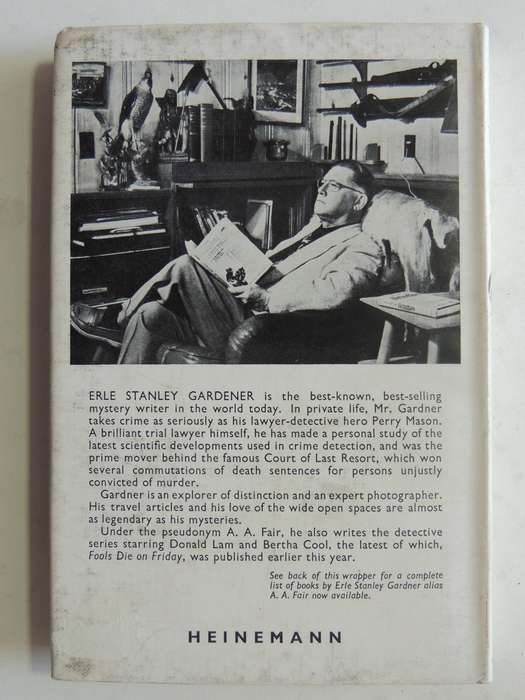 ERLE STANLEY GARDENER is the best-known, best-selling
mystery writer in the world today. In private life, Mr. Gardner
takes crime as seriously as his lawyer-detective hero Perry Mason.
A brilliant trial lawyer himself, he has made a personal study of the
latest scientific developments used in crime detection, and was the
prime mover behind the famous Court of Last Resort, which won
several commutations of death sentences for persons unjustly
convicted of murder.
Gardner is an explorer of distinction and an expert photographer.
His travel articles and his love of the wide open spaces are almost
as legendary as his mysteries.
Under the pseudonym A. A. Fair, he also writes the detective
series starring Donald Lam and Bertha Cool, the latest of which,
Fools Die on Friday, was published earlier this year.
See back of this wrapper for a complete
list of books by Erle Stanley Gardner alias
A. A. Fair now available.
HEINEMANN